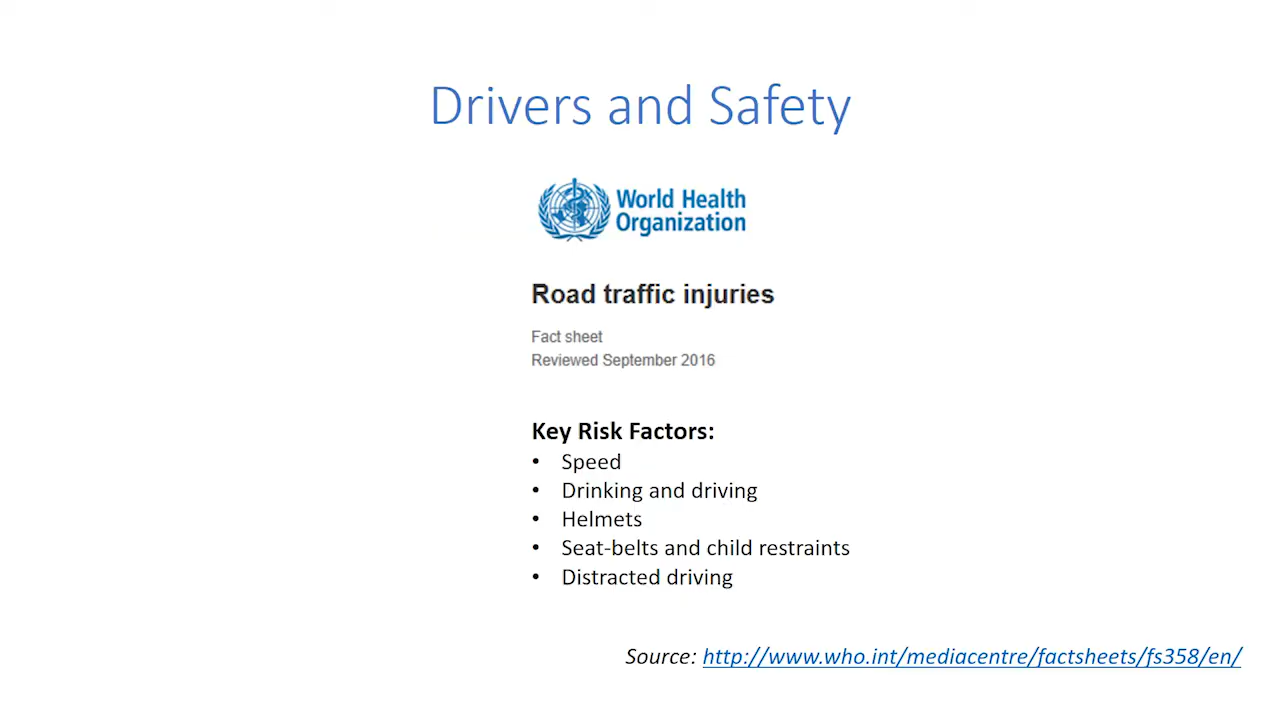 Drivers and Safety
World Health
Organization
Road traffic injuries
Fact sheet
Reviewed September 2016
Key Risk Factors:
• Speed
• Drinking and driving
• Helmets
• Seat-belts and child restraints
• Distracted driving
Source: http://www.who.int/mediacentre/factsheets/fs358/en/